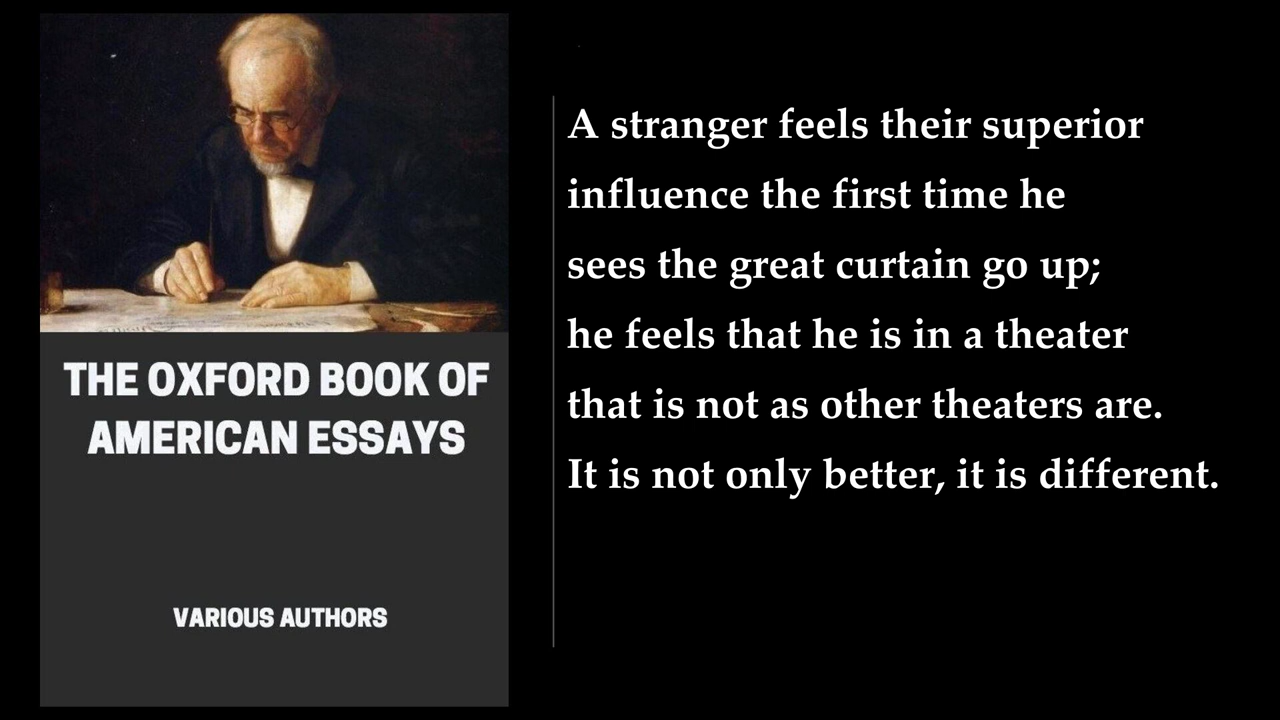 THE OXFORD BOOK OF
AMERICAN ESSAYS
VARIOUS AUTHORS
A stranger feels their superior
influence the first time he
sees the great curtain go up;
he feels that he is in a theater
that is not as other theaters are.
It is not only better, it is different.